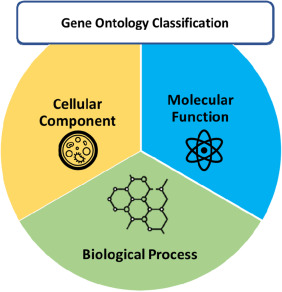 Gene Ontology Classification
Cellular
Component
Molecular
Function
Biological Process